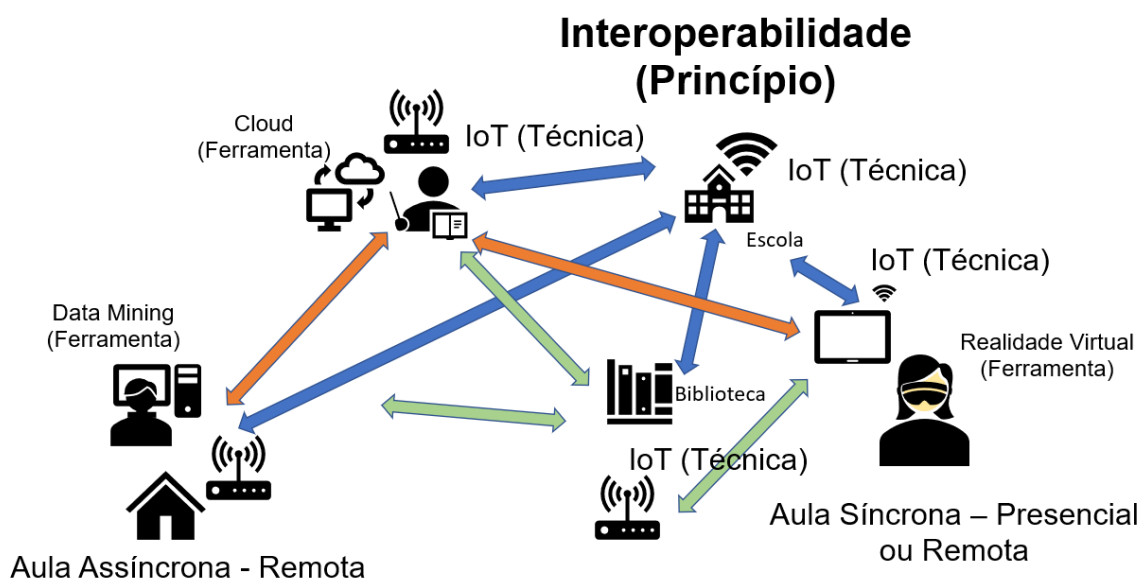 Interoperabilidade
(Princípio)
Cloud
(Ferramenta)
IoT (Técnica)
IoT (Técnica)
Escola
IoT (Técnica)
Data Mining
(Ferramenta)
Realidade Virtual
(Ferramenta)
Biblioteca
IoT (Técnica)
Aula Síncrona – Presencial
ou Remota
Aula Assíncrona - Remota